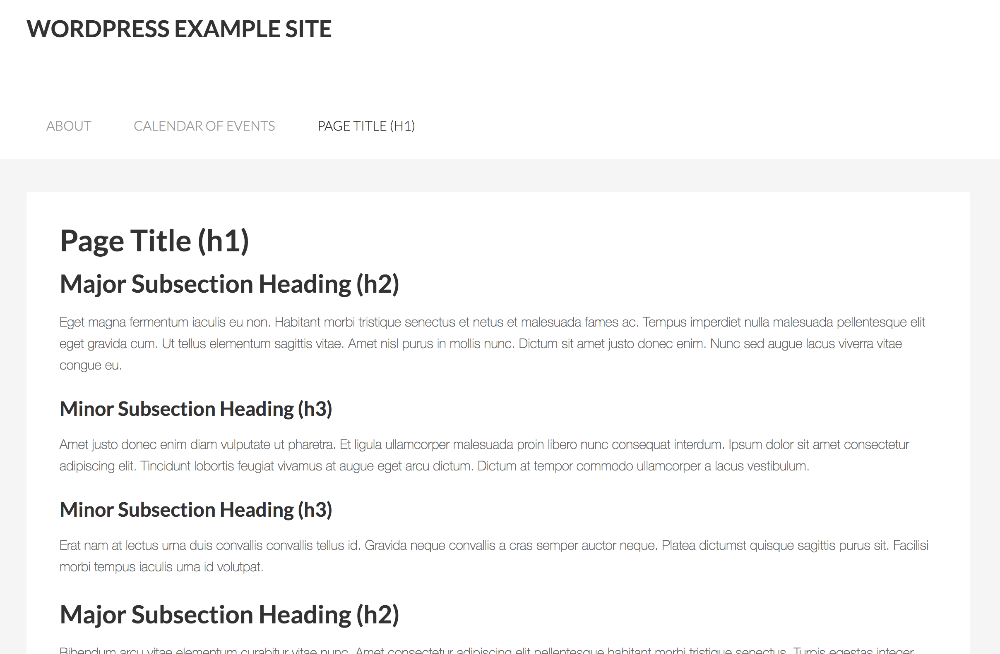 WORDPRESS EXAMPLE SITE
ABOUT CALENDAR OF EVENTS PAGE TITLE (H1)
Page Title (h1)
Major Subsection Heading (h2)
Eget magna fermentum iaculis eu non. Habitant morbi tristique senectus et netus et malesuada fames ac. Tempus imperdiet nulla malesuada pellentesque elit
eget gravida cum. Ut tellus elementum sagittis vitae. Amet nisl purus in mollis nunc. Dictum sit amet justo donec enim. Nunc sed augue lacus viverra vitae
congue eu.
Minor Subsection Heading (h3)
Amet justo donec enim diam vulputate ut pharetra. Et ligula ullamcorper malesuada proin libero nunc consequat interdum. Ipsum dolor sit amet consectetur
adipiscing elit. Tincidunt lobortis feugiat vivamus at augue eget arcu dictum. Dictum at tempor commodo ullamcorper a lacus vestibulum.
Minor Subsection Heading (h3)
Erat nam at lectus urna duis convallis convallis tellus id. Gravida neque convallis a cras semper auctor neque. Platea dictumst quisque sagittis purus sit. Facilisi
morbi tempus iaculis urna id volutpat.
Major Subsection Heading (h2)
Bibendum arcu vitae elementum curabitur vitae nunc. Amet consectetur adipiscing elit pellentesque habitant morbi tristique senectus. Turpis egestas integer